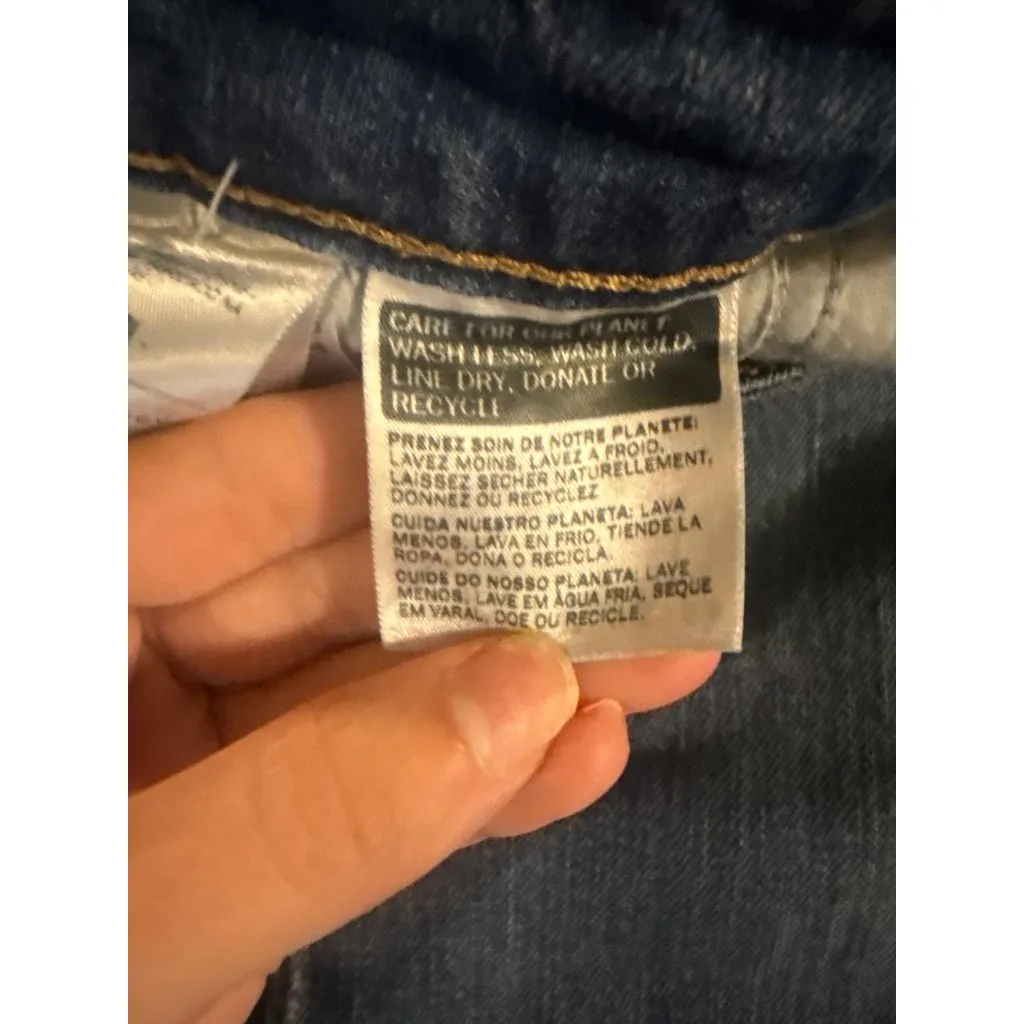 CARE FOR OUR PLANET
WASH LESS, WASH COLD,
LINE DRY, DONATE OR
RECYCLE
PRENEZ SOIN DE NOTRE PLANETE:
LAVEZ MOINS, LAVEZ A FROID,
LAISSEZ SECHER NATURELLEMENT,
DONNEZ OU RECYCLEZ
CUIDA NUESTRO PLANETA: LAVA
MENOS, LAVA EN FRIO, TIENDE LA
ROPA, DONA O RECICLA.
CUIDE DO NOSSO PLANETA: LAVE
MENOS, LAVE EM ÁGUA FRIA, SEQUE
EM VARAL, DOE OU RECICLE.